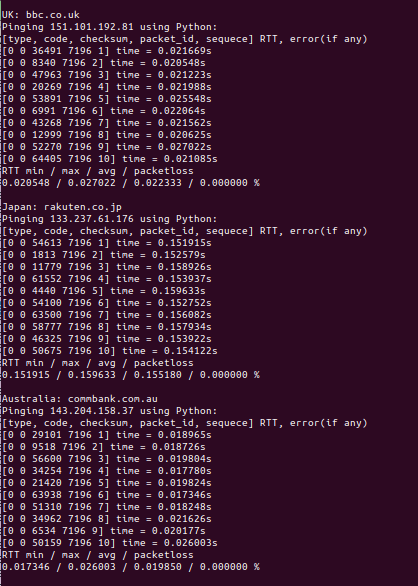 UK: bbc.co.uk
Pinging 151.101.192.81 using Python:
[type, code, checksum, packet_id, sequece] RTT, error(if any)
[0 0 36491 7196 1] time = 0.021669s
[0 0 8340 7196 2] time = 0.020548s
[0 0 47963 7196 3] time = 0.021223s
[0 0 20269 7196 4] time = 0.021988s
[0 0 53891 7196 5] time = 0.025548s
[0 0 6991 7196 6] time = 0.022064s
[0 0 43268 7196 7] time = 0.021562s
[0 0 12999 7196 8] time = 0.020625s
[0 0 52270 7196 9] time = 0.027022s
[0 0 64405 7196 10] time = 0.021085s
RTT min / max / avg / packetloss
0.020548 / 0.027022 / 0.022333 / 0.000000 %
Japan: rakuten.co.jp
Pinging 133.237.61.176 using Python:
[type, code, checksum, packet_id, sequece] RTT, error(if any)
[0 0 54613 7196 1] time = 0.151915s
[0 0 1813 7196 2] time = 0.152579s
[0 0 11779 7196 3] time = 0.158926s
[0 0 61552 7196 4] time = 0.153937s
[0 0 4440 7196 5] time = 0.159633s
[0 0 54100 7196 6] time = 0.152752s
[0 0 63500 7196 7] time = 0.156082s
[0 0 58777 7196 8] time = 0.157934s
[0 0 46325 7196 9] time = 0.153922s
[0 0 50675 7196 10] time = 0.154122s
RTT min / max / avg / packetloss
0.151915 / 0.159633 / 0.155180 / 0.000000 %
Australia: commbank.com.au
Pinging 143.204.158.37 using Python:
[type, code, checksum, packet_id, sequece] RTT, error(if any)
[0 0 29101 7196 1] time = 0.018965s
[0 0 9518 7196 2] time = 0.018726s
[0 0 56600 7196 3] time = 0.019804s
[0 0 34254 7196 4] time = 0.017780s
[0 0 21420 7196 5] time = 0.019824s
[0 0 63938 7196 6] time = 0.017346s
[0 0 51310 7196 7] time = 0.018248s
[0 0 34962 7196 8] time = 0.021626s
[0 0 6534 7196 9] time = 0.020177s
[0 0 50159 7196 10] time = 0.026003s
RTT min / max / avg / packetloss
0.017346 / 0.026003 / 0.019850 / 0.000000 %